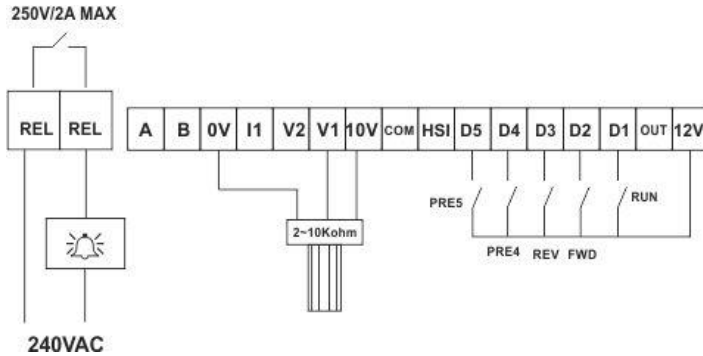 250V/2A MAX
REL REL A B 0V I1 V2 V1 10V COM HSI D5 D4 D3 D2 D1 OUT 12V
PRE5 RUN
2~10Kohm
PRE4 REV FWD
240VAC